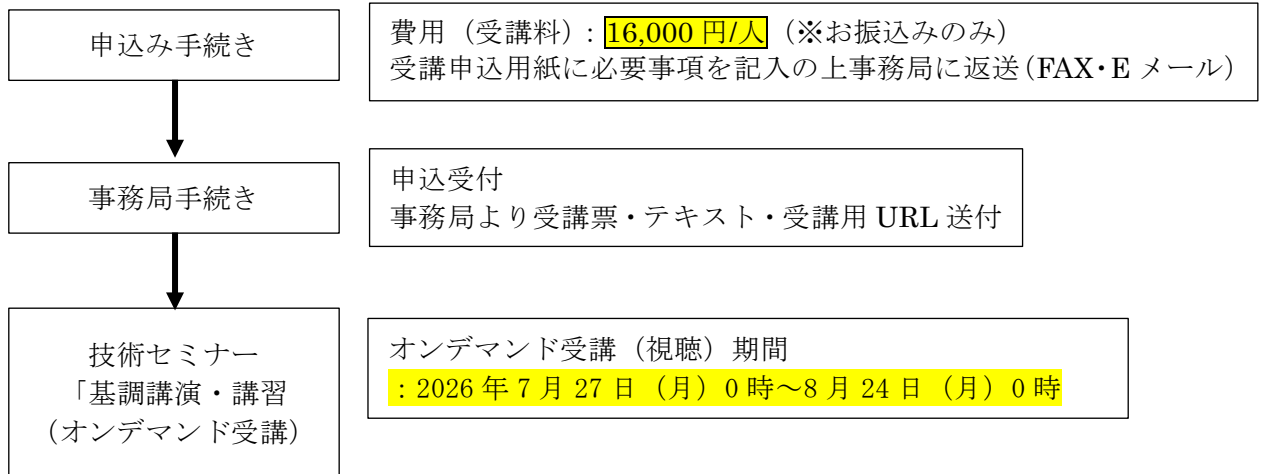 申込み手続き
費用（受講料）: 16,000 円/人（※お振込みのみ）
受講申込用紙に必要事項を記入の上事務局に返送（FAX・E メール）
事務局手続き
申込受付
事務局より受講票・テキスト・受講用 URL 送付
技術セミナー
「基調講演・講習
（オンデマンド受講）
オンデマンド受講（視聴）期間
: 2026 年 7 月 27 日（月）0 時～8 月 24 日（月）0 時